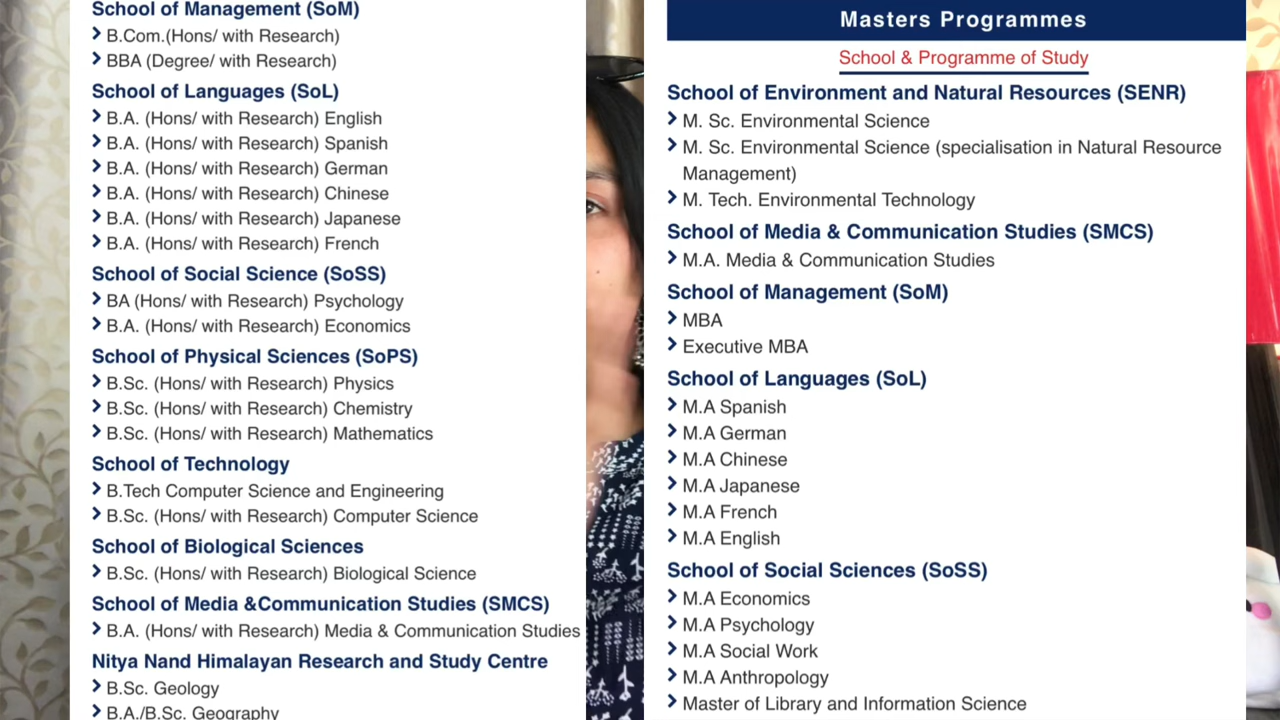 School of Management (SoM)
B.Com.(Hons/ with Research)
BBA (Degree/ with Research)
School of Languages (SoL)
B.A. (Hons/ with Research) English
B.A. (Hons/ with Research) Spanish
B.A. (Hons/ with Research) German
B.A. (Hons/ with Research) Chinese
B.A. (Hons/ with Research) Japanese
B.A. (Hons/ with Research) French
School of Social Science (SoSS)
BA (Hons/ with Research) Psychology
B.A. (Hons/ with Research) Economics
School of Physical Sciences (SoPS)
B.Sc. (Hons/ with Research) Physics
B.Sc. (Hons/ with Research) Chemistry
B.Sc. (Hons/ with Research) Mathematics
School of Technology
B.Tech Computer Science and Engineering
B.Sc. (Hons/ with Research) Computer Science
School of Biological Sciences
B.Sc. (Hons/ with Research) Biological Science
School of Media &Communication Studies (SMCS)
B.A. (Hons/ with Research) Media & Communication Studies
Nitya Nand Himalayan Research and Study Centre
B.Sc. Geology
B.A./B.Sc. Geography
Masters Programmes
School & Programme of Study
School of Environment and Natural Resources (SENR)
M. Sc. Environmental Science
M. Sc. Environmental Science (specialisation in Natural Resource
Management)
M. Tech. Environmental Technology
School of Media & Communication Studies (SMCS)
M.A. Media & Communication Studies
School of Management (SoM)
MBA
Executive MBA
School of Languages (SoL)
M.A Spanish
M.A German
M.A Chinese
M.A Japanese
M.A French
M.A English
School of Social Sciences (SoSS)
M.A Economics
M.A Psychology
M.A Social Work
M.A Anthropology
Master of Library and Information Science